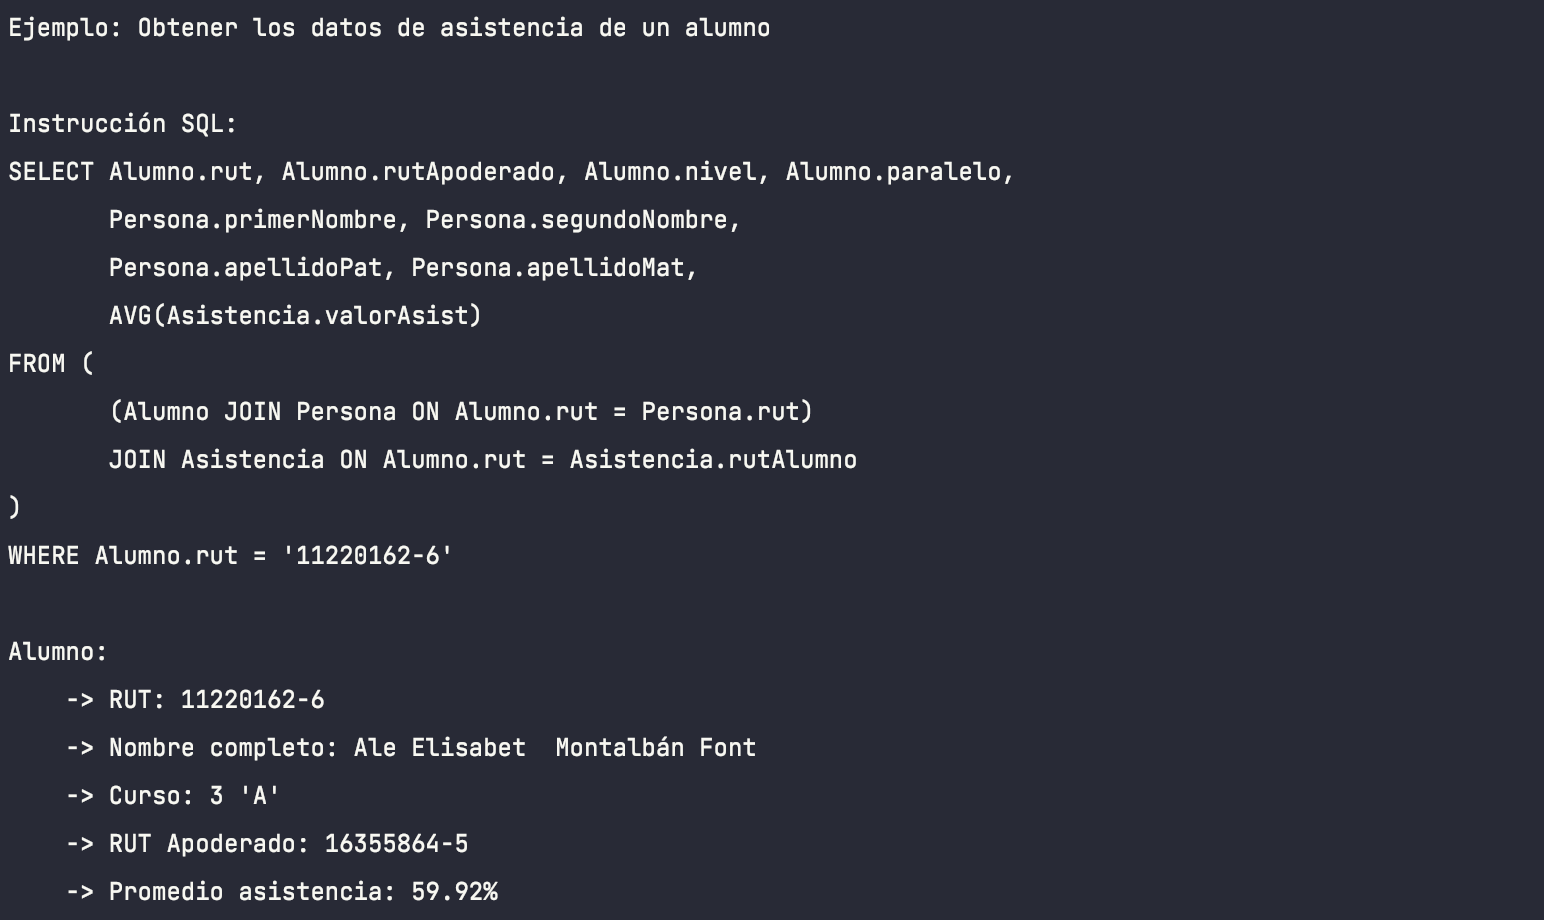 Ejemplo: Obtener los datos de asistencia de un alumno
Instrucción SQL:
SELECT Alumno.rut, Alumno.rutApoderado, Alumno.nivel, Alumno.paralelo,
Persona.primerNombre, Persona.segundoNombre,
Persona.apellidoPat, Persona.apellidoMat,
AVG(Asistencia.valorAsist)
FROM (
(Alumno JOIN Persona ON Alumno.rut = Persona.rut)
JOIN Asistencia ON Alumno.rut = Asistencia.rutAlumno
)
WHERE Alumno.rut = '11220162-6'
Alumno:
-> RUT: 11220162-6
-> Nombre completo: Ale Elisabet  Montalbán Font
-> Curso: 3 'A'
-> RUT Apoderado: 16355864-5
-> Promedio asistencia: 59.92%